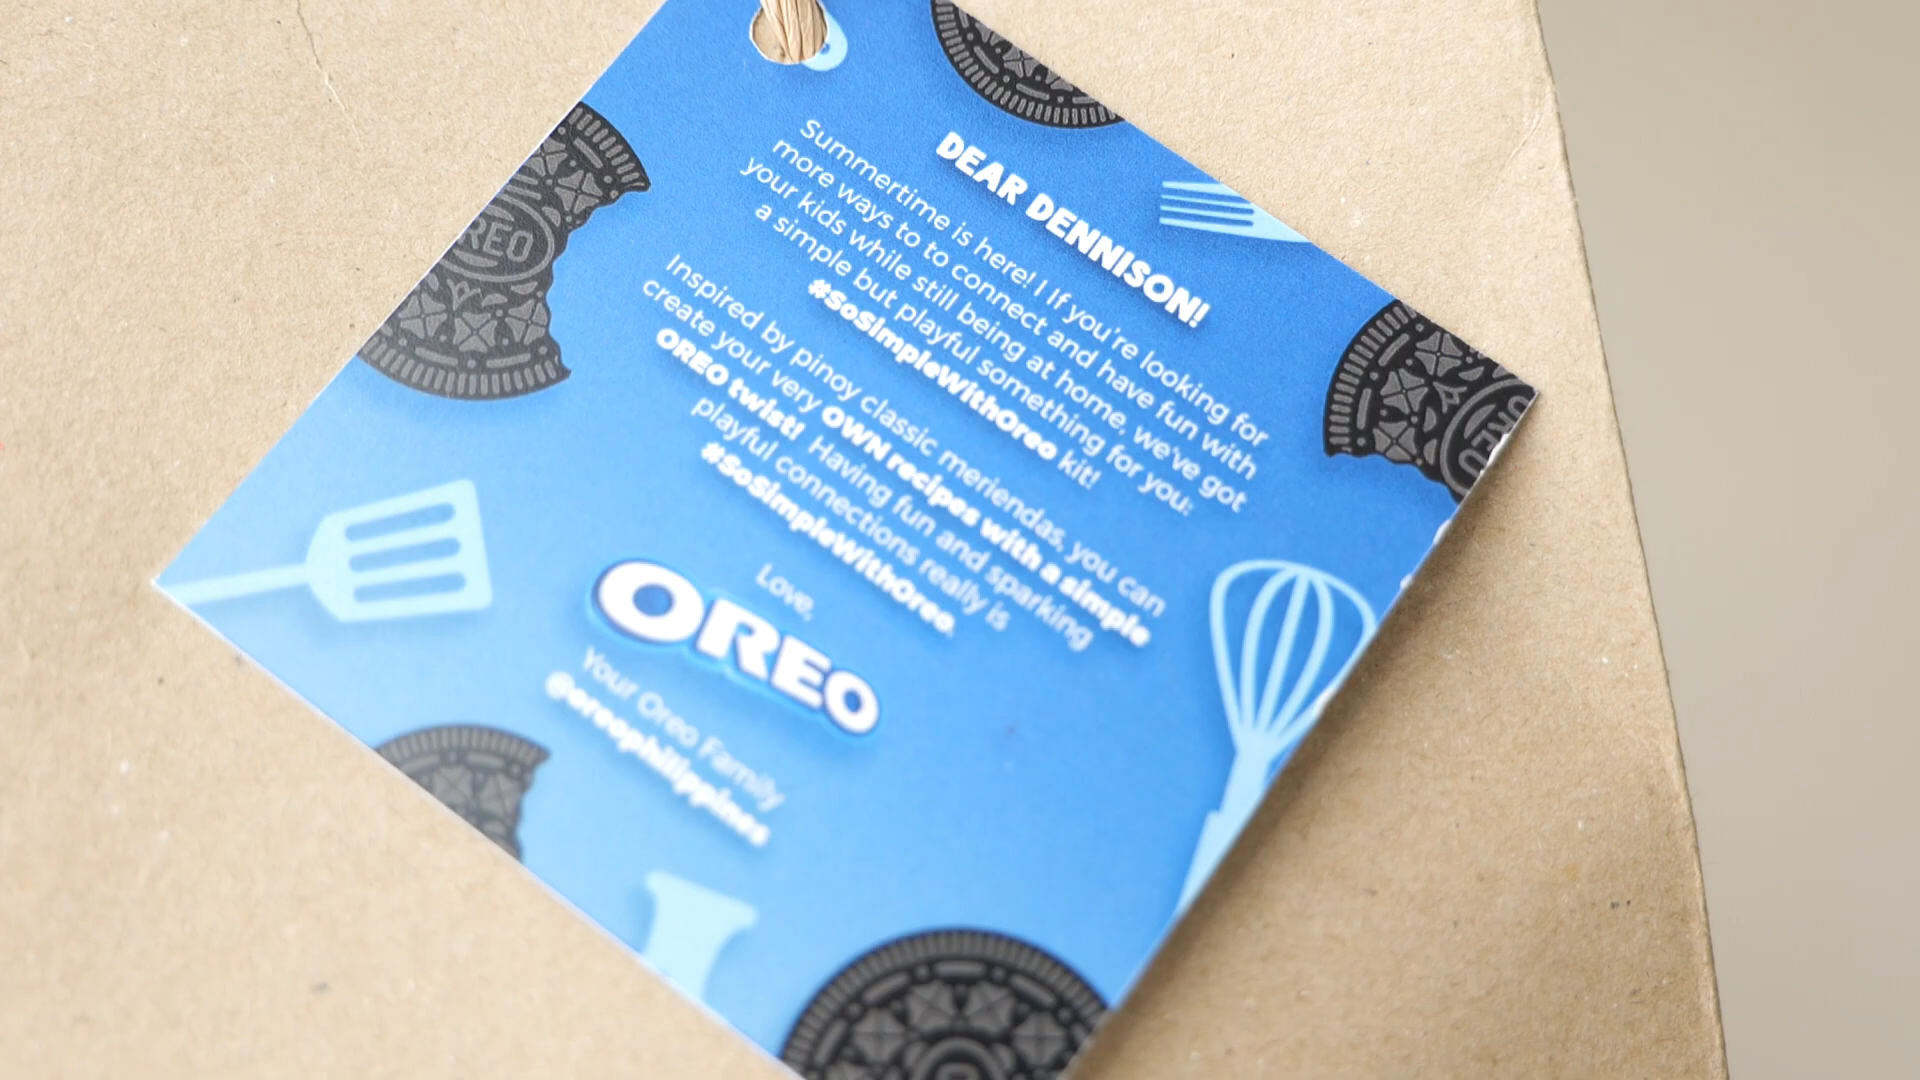 DEAR DENNISON!
Summertime is here! I If you're looking for
more ways to to connect and have fun with
your kids while still being at home, we've got
a simple but playful something for you:
#SoSimpleWithOreo kit!
Inspired by pinoy classic meriendas, you can
create your very OWN recipes with a simple
OREO twist! Having fun and sparking
playful connections really is
#SoSimpleWithOreo.
Love,
OREO
Your Oreo Family
@oreophilippines
REO
OREO